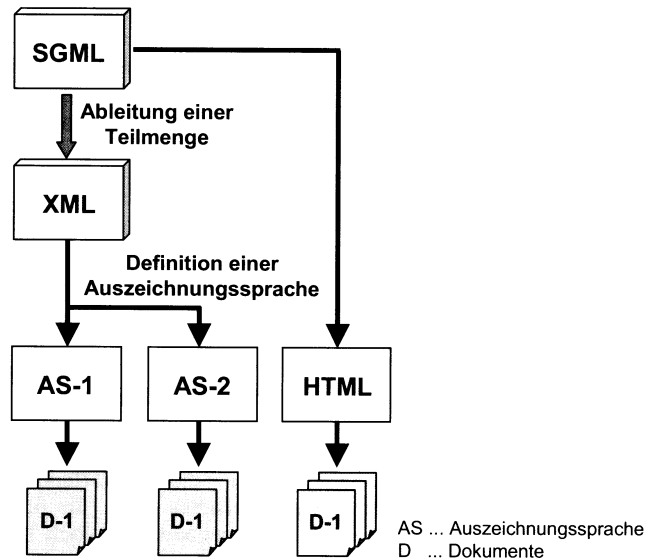 SGML
Ableitung einer
Teilmenge
XML
Definition einer
Auszeichnungssprache
AS-1
AS-2
HTML
D-1
D-1
D-1
AS ... Auszeichnungssprache
D ... Dokumente